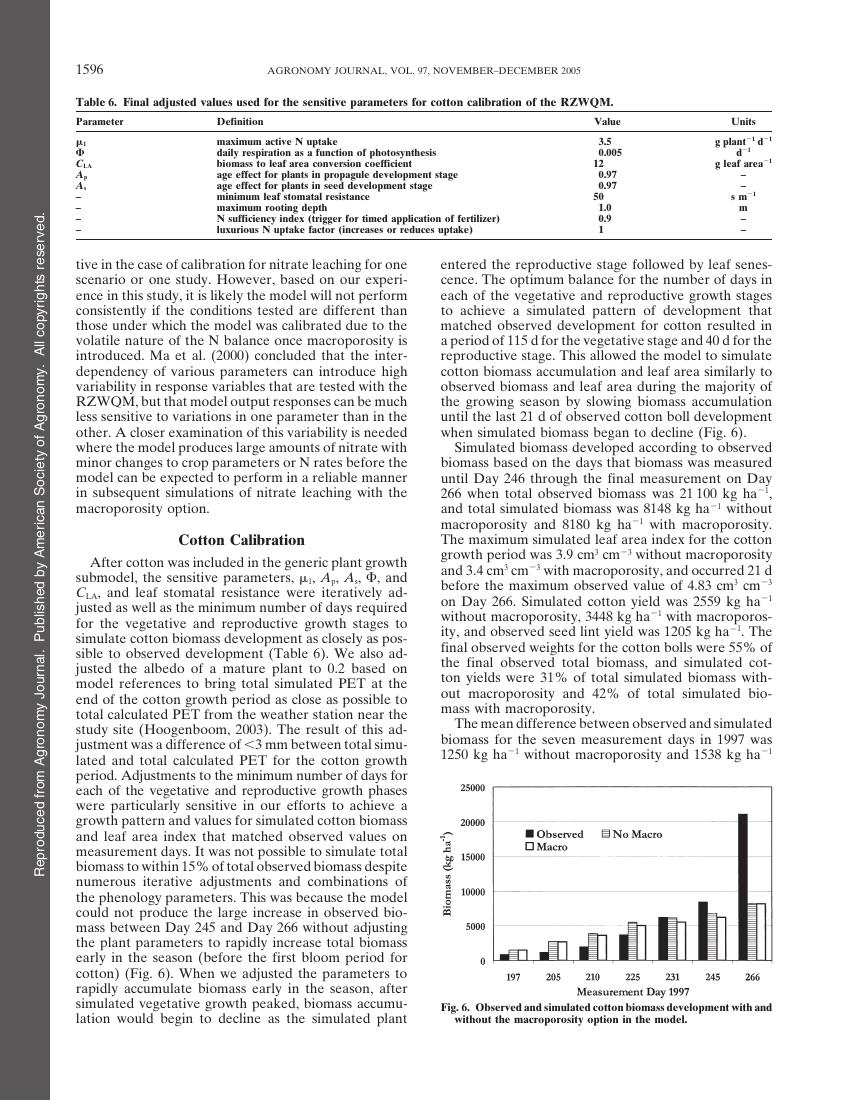 1596
AGRONOMY JOURNAL, VOL. 97, NOVEMBER–DECEMBER 2005
Table 6. Final adjusted values used for the sensitive parameters for cotton calibration of the RZWQM.
Parameter Definition Value Units
μ1 maximum active N uptake 3.5 g plant−1 d−1
Φ daily respiration as a function of photosynthesis 0.005 d−1
CLA biomass to leaf area conversion coefficient 12 g leaf area−1
Ap age effect for plants in propagule development stage 0.97 –
As age effect for plants in seed development stage 0.97 –
– minimum leaf stomatal resistance 50 s m−1
– maximum rooting depth 1.0 m
– N sufficiency index (trigger for timed application of fertilizer) 0.9 –
– luxurious N uptake factor (increases or reduces uptake) 1 –
tive in the case of calibration for nitrate leaching for one
scenario or one study. However, based on our experi-
ence in this study, it is likely the model will not perform
consistently if the conditions tested are different than
those under which the model was calibrated due to the
volatile nature of the N balance once macroporosity is
introduced. Ma et al. (2000) concluded that the inter-
dependency of various parameters can introduce high
variability in response variables that are tested with the
RZWQM, but that model output responses can be much
less sensitive to variations in one parameter than in the
other. A closer examination of this variability is needed
where the model produces large amounts of nitrate with
minor changes to crop parameters or N rates before the
model can be expected to perform in a reliable manner
in subsequent simulations of nitrate leaching with the
macroporosity option.
Cotton Calibration
After cotton was included in the generic plant growth
submodel, the sensitive parameters, μ1, Ap, As, Φ, and
CLA, and leaf stomatal resistance were iteratively ad-
justed as well as the minimum number of days required
for the vegetative and reproductive growth stages to
simulate cotton biomass development as closely as pos-
sible to observed development (Table 6). We also ad-
justed the albedo of a mature plant to 0.2 based on
model references to bring total simulated PET at the
end of the cotton growth period as close as possible to
total calculated PET from the weather station near the
study site (Hoogenboom, 2003). The result of this ad-
justment was a difference of <3 mm between total simu-
lated and total calculated PET for the cotton growth
period. Adjustments to the minimum number of days for
each of the vegetative and reproductive growth phases
were particularly sensitive in our efforts to achieve a
growth pattern and values for simulated cotton biomass
and leaf area index that matched observed values on
measurement days. It was not possible to simulate total
biomass to within 15% of total observed biomass despite
numerous iterative adjustments and combinations of
the phenology parameters. This was because the model
could not produce the large increase in observed bio-
mass between Day 245 and Day 266 without adjusting
the plant parameters to rapidly increase total biomass
early in the season (before the first bloom period for
cotton) (Fig. 6). When we adjusted the parameters to
rapidly accumulate biomass early in the season, after
simulated vegetative growth peaked, biomass accumu-
lation would begin to decline as the simulated plant
entered the reproductive stage followed by leaf senes-
cence. The optimum balance for the number of days in
each of the vegetative and reproductive growth stages
to achieve a simulated pattern of development that
matched observed development for cotton resulted in
a period of 115 d for the vegetative stage and 40 d for the
reproductive stage. This allowed the model to simulate
cotton biomass accumulation and leaf area similarly to
observed biomass and leaf area during the majority of
the growing season by slowing biomass accumulation
until the last 21 d of observed cotton boll development
when simulated biomass began to decline (Fig. 6).
Simulated biomass developed according to observed
biomass based on the days that biomass was measured
until Day 246 through the final measurement on Day
266 when total observed biomass was 21 100 kg ha−1,
and total simulated biomass was 8148 kg ha−1 without
macroporosity and 8180 kg ha−1 with macroporosity.
The maximum simulated leaf area index for the cotton
growth period was 3.9 cm3 cm−3 without macroporosity
and 3.4 cm3 cm−3 with macroporosity, and occurred 21 d
before the maximum observed value of 4.83 cm3 cm−3
on Day 266. Simulated cotton yield was 2559 kg ha−1
without macroporosity, 3448 kg ha−1 with macroporos-
ity, and observed seed lint yield was 1205 kg ha−1. The
final observed weights for the cotton bolls were 55% of
the final observed total biomass, and simulated cot-
ton yields were 31% of total simulated biomass with-
out macroporosity and 42% of total simulated bio-
mass with macroporosity.
The mean difference between observed and simulated
biomass for the seven measurement days in 1997 was
1250 kg ha−1 without macroporosity and 1538 kg ha−1
25000
20000
15000
10000
5000
0
Biomass (kg ha-1)
Observed No Macro
Macro
197 205 210 225 231 245 266
Measurement Day 1997
Fig. 6. Observed and simulated cotton biomass development with and
without the macroporosity option in the model.
Reproduced from Agronomy Journal. Published by American Society of Agronomy. All copyrights reserved.